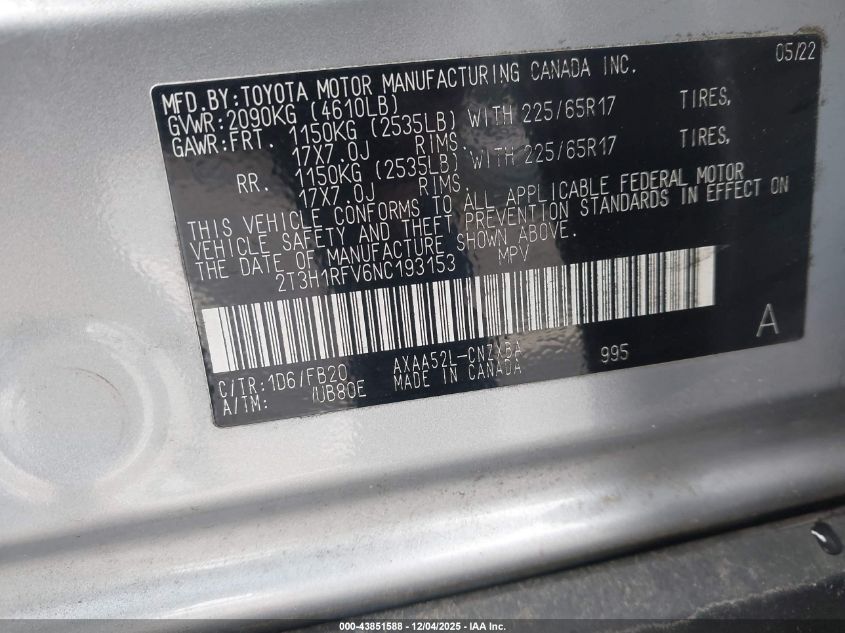 MFD.BY:TOYOTA MOTOR MANUFACTURING CANADA INC. 05/22
GVWR:2090KG (4610LB)
GAWR:FRT. 1150KG (2535LB) WITH 225/65R17 TIRES,
17X7.0J RIMS,
RR. 1150KG (2535LB) WITH 225/65R17 TIRES,
17X7.0J RIMS,
THIS VEHICLE CONFORMS TO ALL APPLICABLE FEDERAL MOTOR
VEHICLE SAFETY AND THEFT PREVENTION STANDARDS IN EFFECT ON
THE DATE OF MANUFACTURE SHOWN ABOVE.
2T3H1RFV6NC193153 MPV
A
C/TR:1D6/FB20 AXAA52L-CNZXBA 995
A/TM: /UB80E MADE IN CANADA
000-43851588 - 12/04/2025 - IAA Inc.